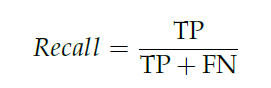 Recall = TP / TP + FN